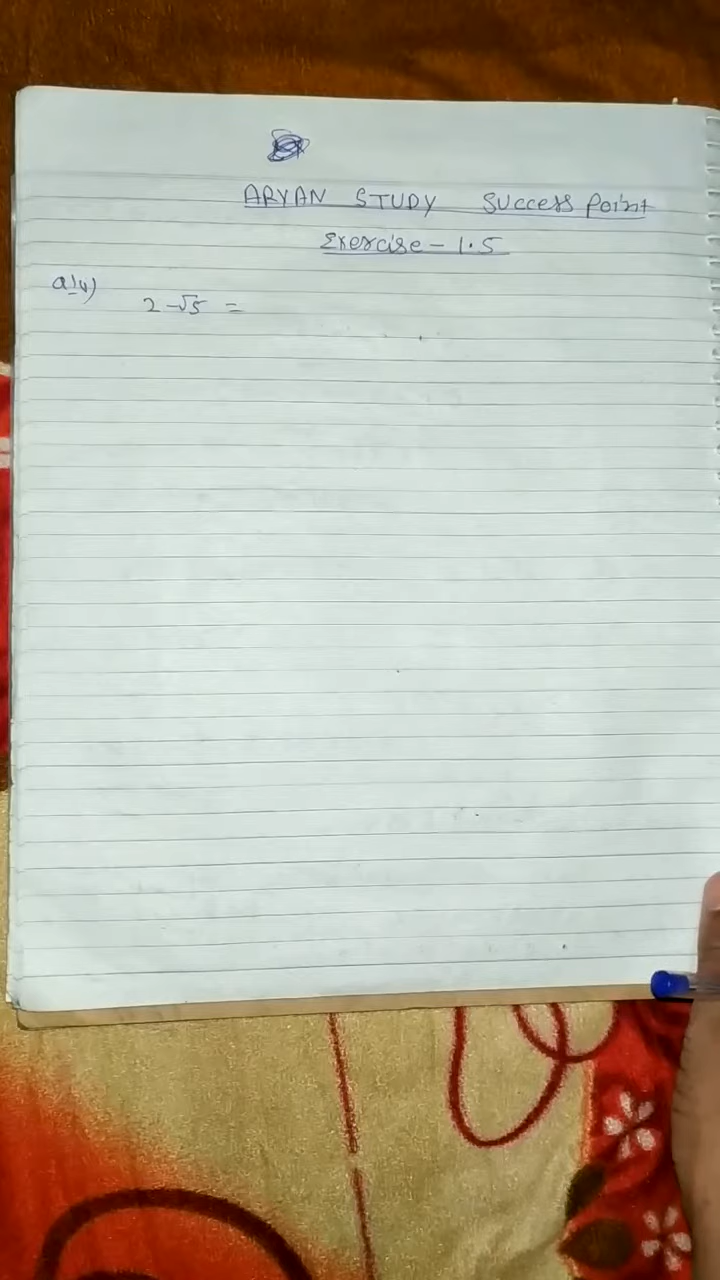 ARYAN STUDY Success Point
Exercise - 1.5
2 - √5 =